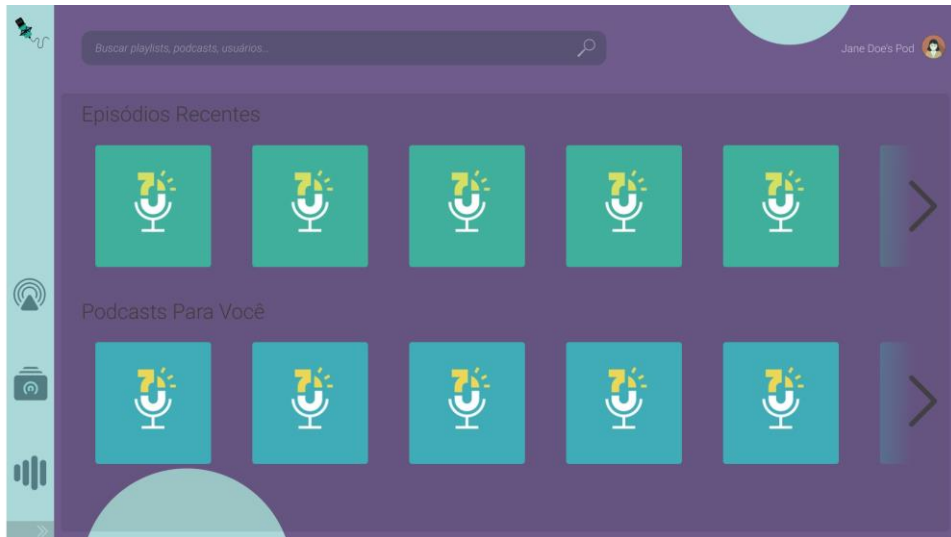 Buscar playlists, podcasts, usuários...
Jane Doe's Pod
Episódios Recentes
Podcasts Para Você